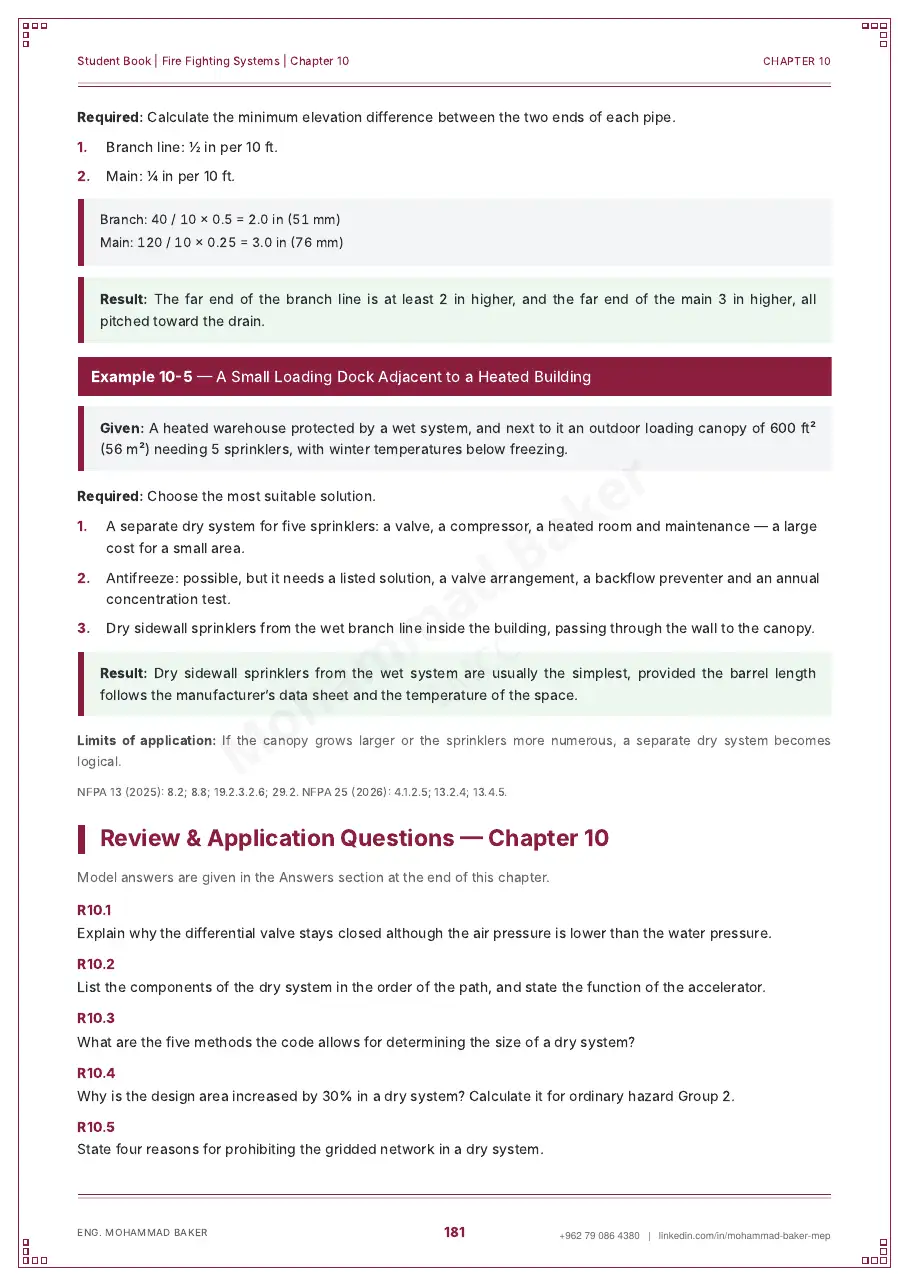 Student Book | Fire Fighting Systems | Chapter 10
CHAPTER 10
Required: Calculate the minimum elevation difference between the two ends of each pipe.
1. Branch line: ½ in per 10 ft.
2. Main: ¼ in per 10 ft.
Branch: 40 / 10 × 0.5 = 2.0 in (51 mm)
Main: 120 / 10 × 0.25 = 3.0 in (76 mm)
Result: The far end of the branch line is at least 2 in higher, and the far end of the main 3 in higher, all
pitched toward the drain.
Example 10-5 — A Small Loading Dock Adjacent to a Heated Building
Given: A heated warehouse protected by a wet system, and next to it an outdoor loading canopy of 600 ft²
(56 m²) needing 5 sprinklers, with winter temperatures below freezing.
Required: Choose the most suitable solution.
1. A separate dry system for five sprinklers: a valve, a compressor, a heated room and maintenance — a large
cost for a small area.
2. Antifreeze: possible, but it needs a listed solution, a valve arrangement, a backflow preventer and an annual
concentration test.
3. Dry sidewall sprinklers from the wet branch line inside the building, passing through the wall to the canopy.
Result: Dry sidewall sprinklers from the wet system are usually the simplest, provided the barrel length
follows the manufacturer's data sheet and the temperature of the space.
Limits of application: If the canopy grows larger or the sprinklers more numerous, a separate dry system becomes
logical.
NFPA 13 (2025): 8.2; 8.8; 19.2.3.2.6; 29.2. NFPA 25 (2026): 4.1.2.5; 13.2.4; 13.4.5.
Review & Application Questions — Chapter 10
Model answers are given in the Answers section at the end of this chapter.
R10.1
Explain why the differential valve stays closed although the air pressure is lower than the water pressure.
R10.2
List the components of the dry system in the order of the path, and state the function of the accelerator.
R10.3
What are the five methods the code allows for determining the size of a dry system?
R10.4
Why is the design area increased by 30% in a dry system? Calculate it for ordinary hazard Group 2.
R10.5
State four reasons for prohibiting the gridded network in a dry system.
Mohammad Baker
ENG. MOHAMMAD BAKER
181
+962 79 086 4380 | linkedin.com/in/mohammad-baker-mep